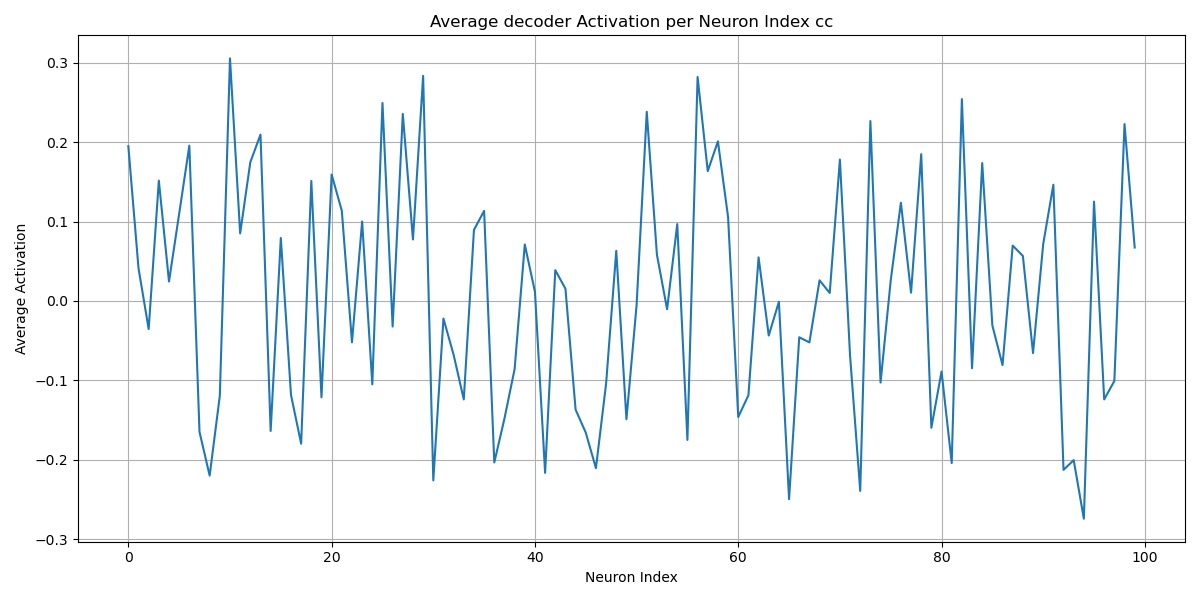 Average decoder Activation per Neuron Index cc
Average Activation
0.3
0.2
0.1
0.0
−0.1
−0.2
−0.3
0 20 40 60 80 100
Neuron Index